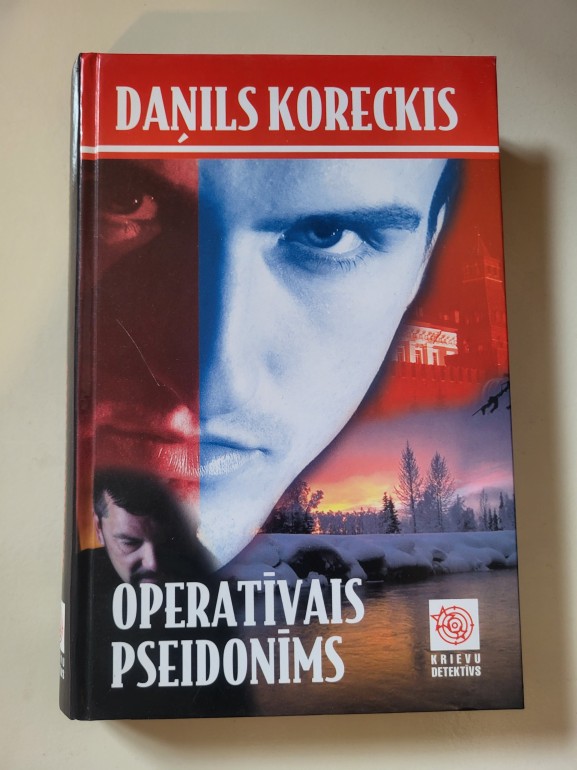 DAŅILS KORECKIS
OPERATĪVAIS
PSEIDONĪMS
KRIEVU
DETEKTĪVS